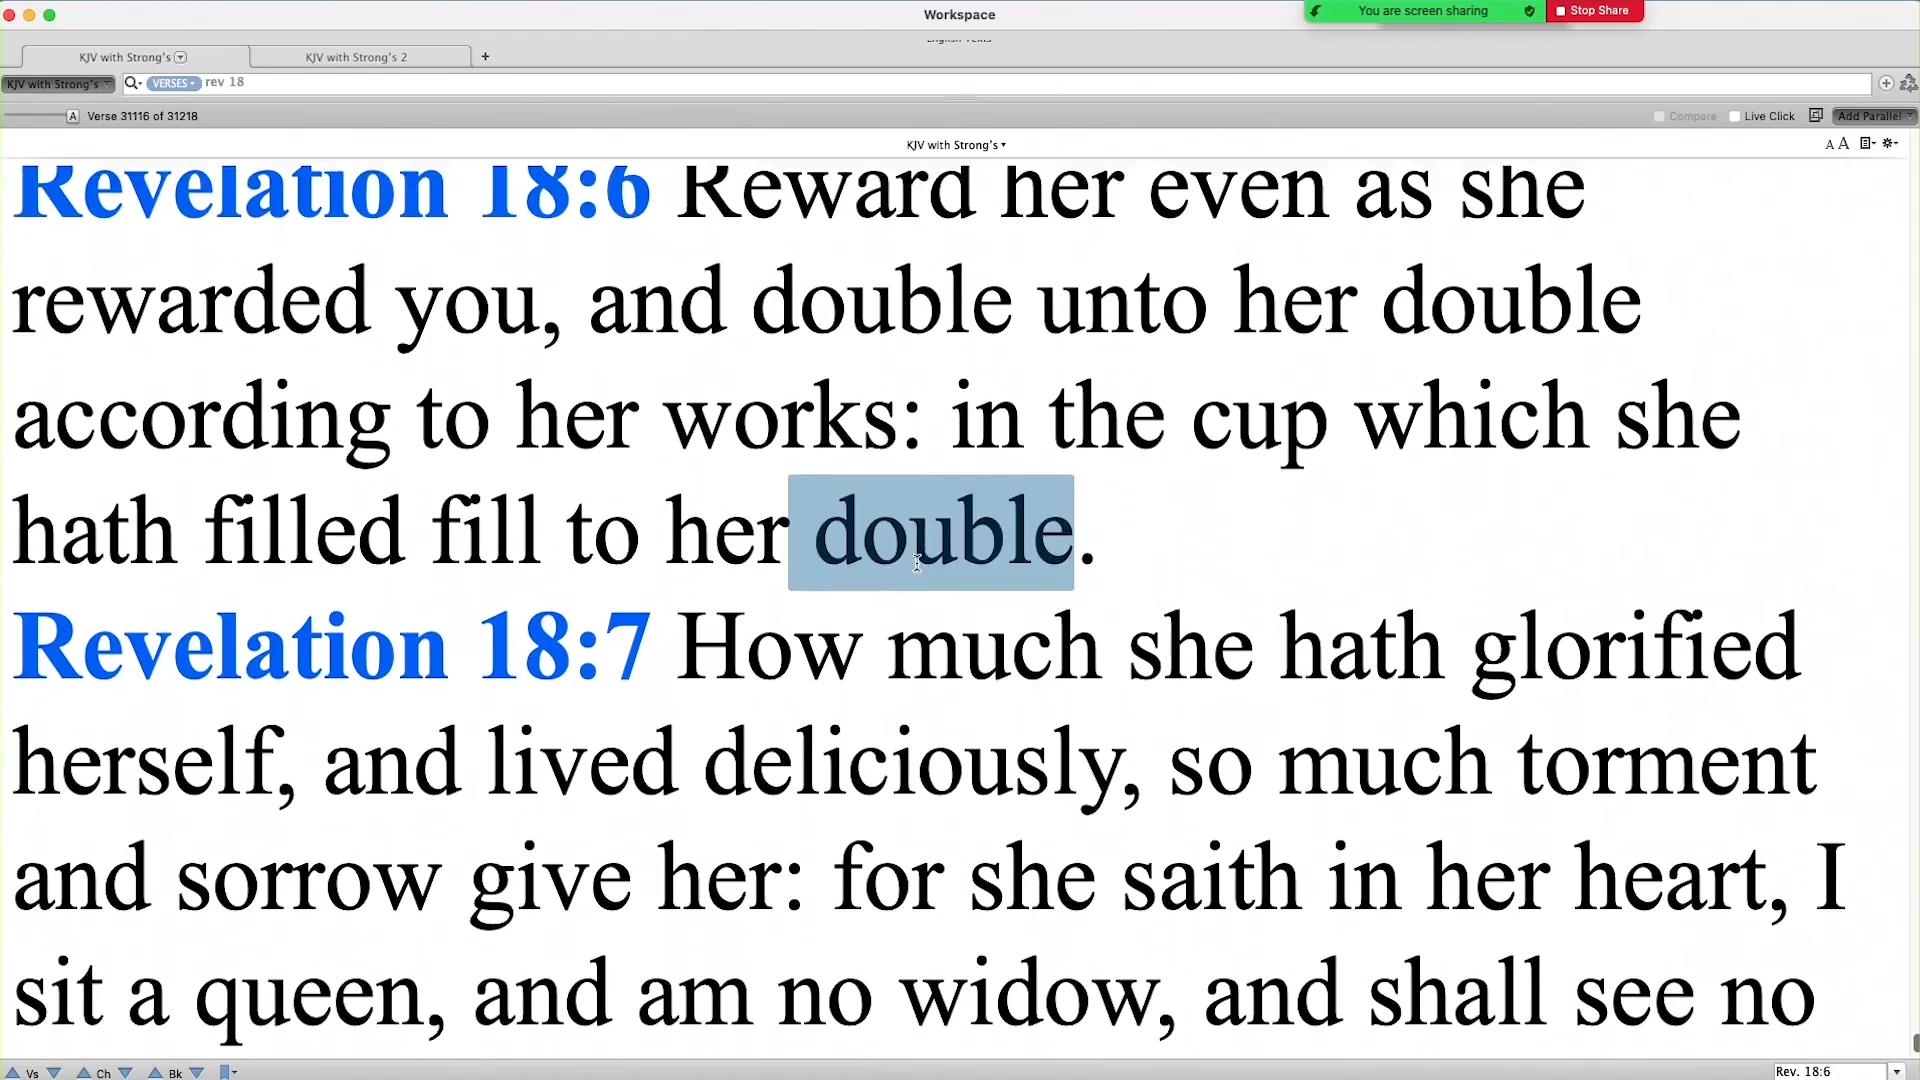 Workspace
You are screen sharing
Stop Share
English Texts
KJV with Strong's
KJV with Strong's 2
+
KJV with Strong's
VERSES
rev 18
A
Verse 31116 of 31218
Compare
Live Click
Add Parallel
KJV with Strong's
A A
Revelation 18:6 Reward her even as she
rewarded you, and double unto her double
according to her works: in the cup which she
hath filled fill to her double.
Revelation 18:7 How much she hath glorified
herself, and lived deliciously, so much torment
and sorrow give her: for she saith in her heart, I
sit a queen, and am no widow, and shall see no
Vs
Ch
Bk
Rev. 18:6